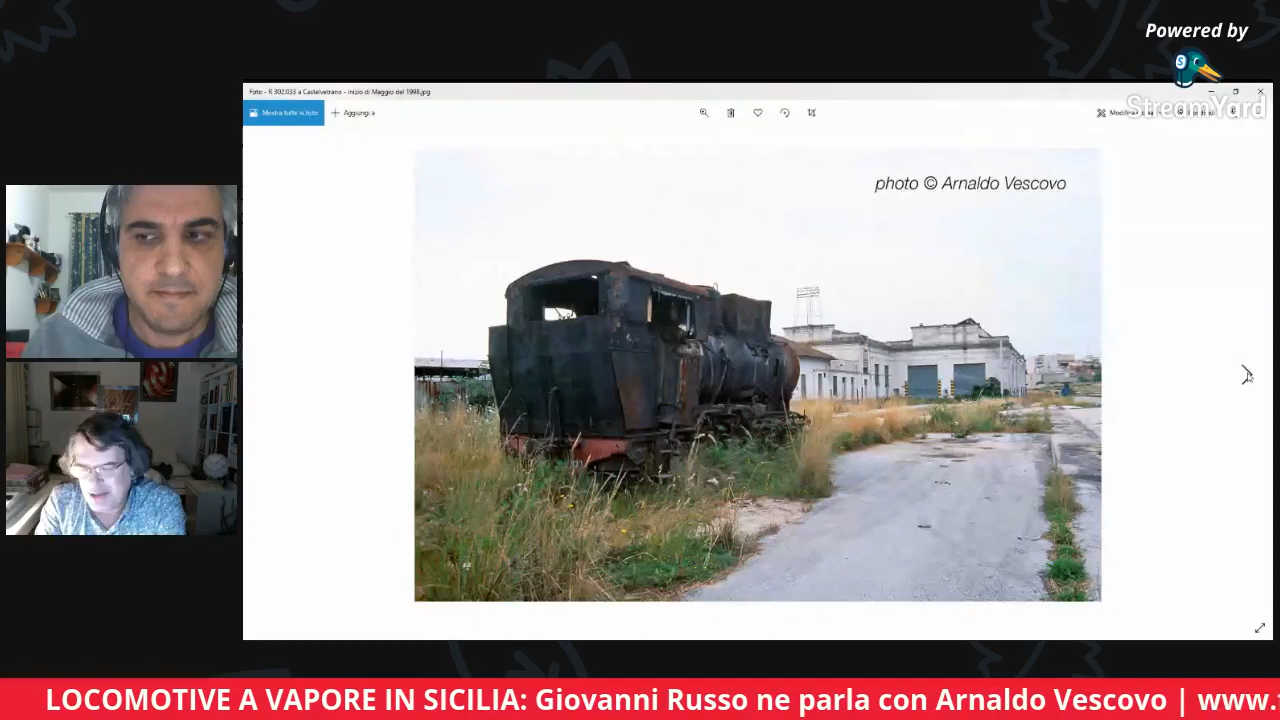 Powered by
StreamYard
Foto - R 302.033 a Castelvetrano - inizio di Maggio del 1998.jpg
Mostra tutte le foto
Aggiungi a
photo © Arnaldo Vescovo
LOCOMOTIVE A VAPORE IN SICILIA: Giovanni Russo ne parla con Arnaldo Vescovo | www.